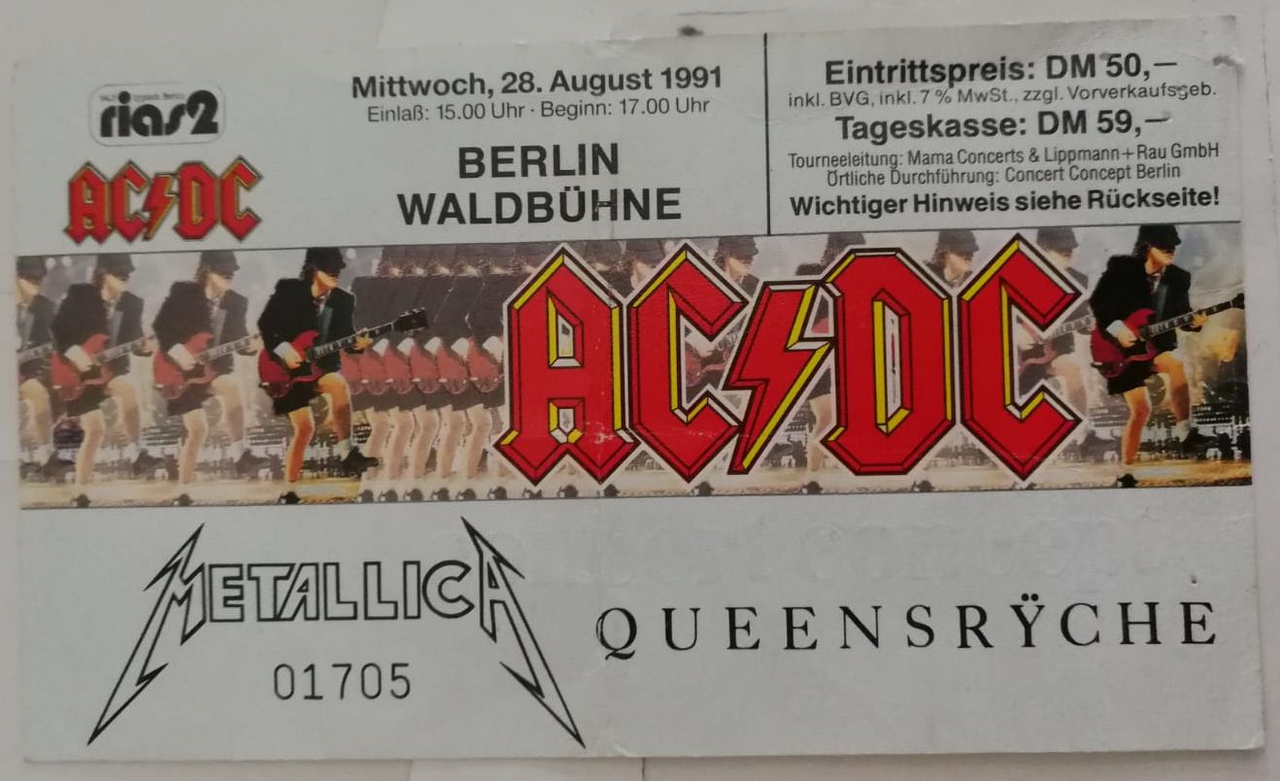 rias2
AC⚡DC
Mittwoch, 28. August 1991
Einlaß: 15.00 Uhr · Beginn: 17.00 Uhr
BERLIN
WALDBÜHNE
Eintrittspreis: DM 50,—
inkl. BVG, inkl. 7 % MwSt., zzgl. Vorverkaufsgeb.
Tageskasse: DM 59,—
Tourneeleitung: Mama Concerts & Lippmann+Rau GmbH
Örtliche Durchführung: Concert Concept Berlin
Wichtiger Hinweis siehe Rückseite!
AC⚡DC
METALLICA
01705
QUEENSRŸCHE